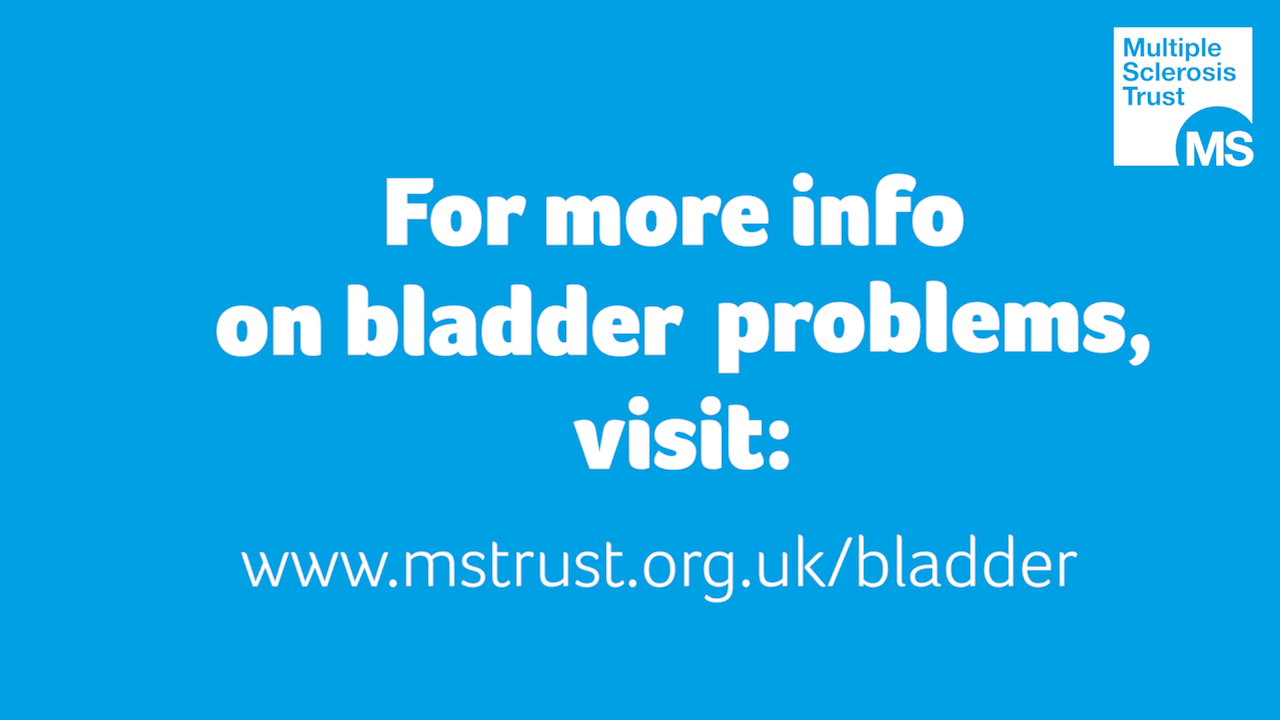 Multiple
Sclerosis
Trust
MS
For more info
on bladder problems,
visit:
www.mstrust.org.uk/bladder